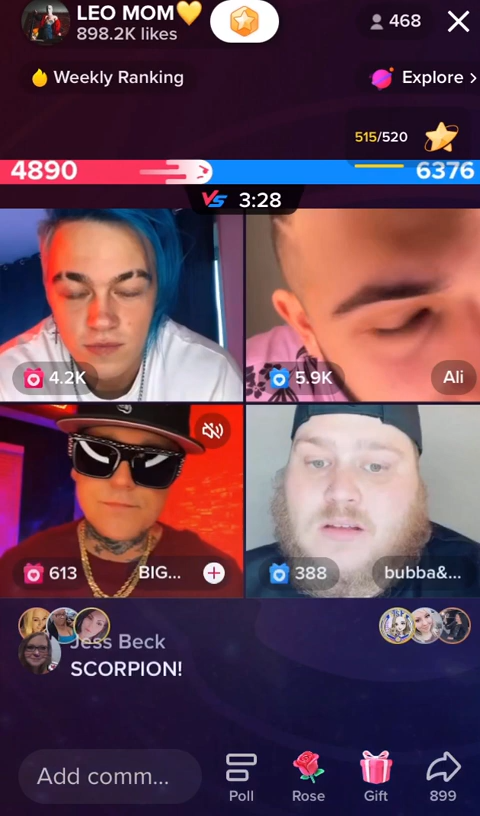 LEO MOM💛
898.2K likes
468
Weekly Ranking
Explore >
515/520
4890
6376
VS 3:28
4.2K
5.9K
Ali
613
BIG...
388
bubba&...
Jess Beck
SCORPION!
Add comm...
Poll
Rose
Gift
899